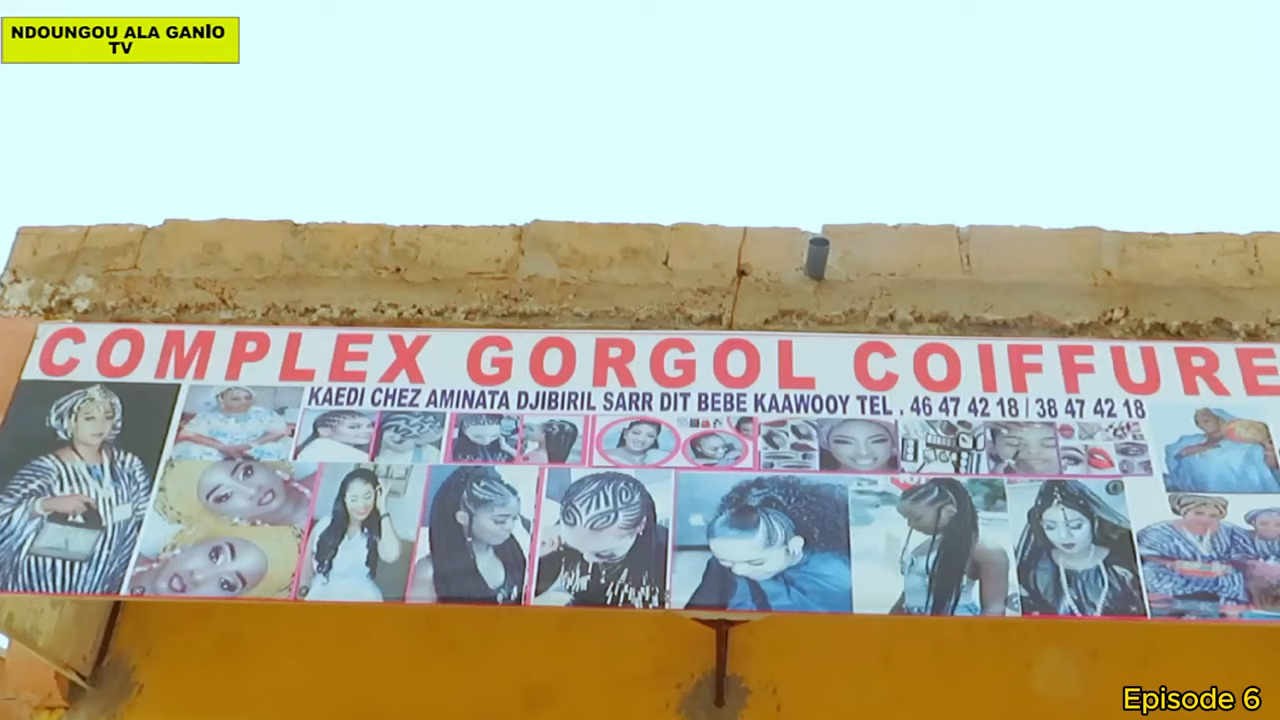 NDOUNGOU ALA GANIO
TV
COMPLEX GORGOL COIFFURE
KAEDI CHEZ AMINATA DJIBIRIL SARR DIT BEBE KAAWOOY TEL . 46 47 42 18 / 38 47 42 18
Episode 6